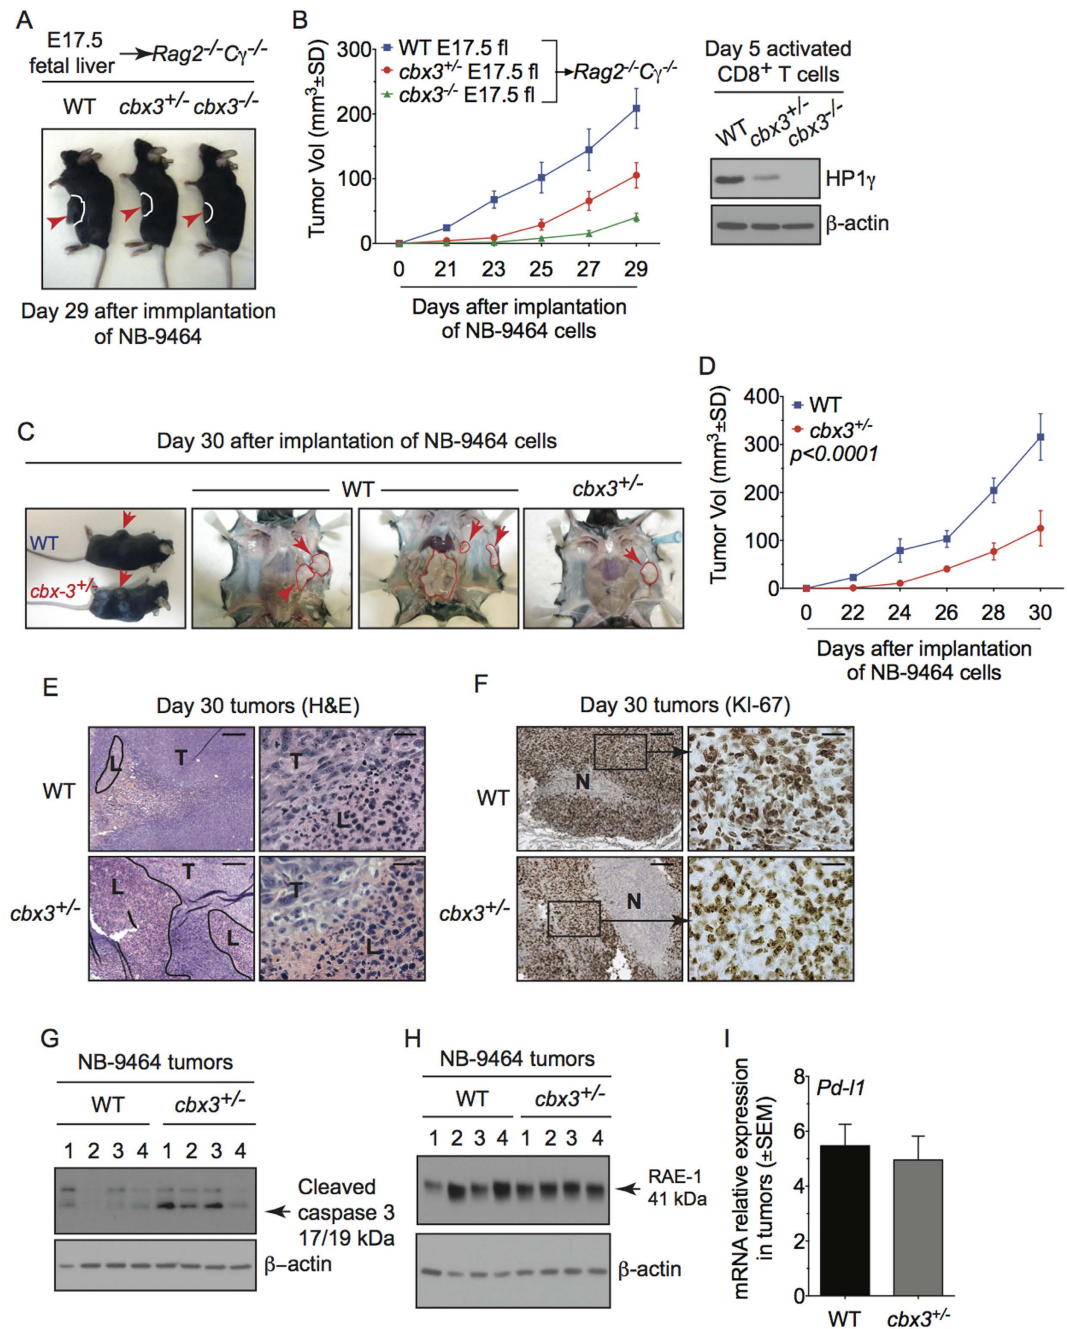 A
E17.5
fetal liver
Rag2-/-Cγ-/-
WT cbx3+/- cbx3-/-
Day 29 after immplantation
of NB-9464
B
Tumor Vol (mm3±SD)
300
200
100
0
WT E17.5 fl
cbx3+/- E17.5 fl
cbx3-/- E17.5 fl
Rag2-/-Cγ-/-
0 21 23 25 27 29
Days after implantation
of NB-9464 cells
Day 5 activated
CD8+ T cells
WT cbx3+/- cbx3-/-
HP1γ
β-actin
C
Day 30 after implantation of NB-9464 cells
WT
cbx3+/-
WT
cbx-3+/-
D
Tumor Vol (mm3±SD)
400
300
200
100
0
WT
cbx3+/-
p<0.0001
0 22 24 26 28 30
Days after implantation
of NB-9464 cells
E
Day 30 tumors (H&E)
WT
cbx3+/-
L
T
T
L
L
T
L
T
L
F
Day 30 tumors (KI-67)
WT
cbx3+/-
N
N
G
NB-9464 tumors
WT cbx3+/-
1 2 3 4 1 2 3 4
Cleaved
caspase 3
17/19 kDa
β–actin
H
NB-9464 tumors
WT cbx3+/-
1 2 3 4 1 2 3 4
RAE-1
41 kDa
β-actin
I
mRNA relative expression
in tumors (±SEM)
8
6
4
2
0
Pd-l1
WT cbx3+/-